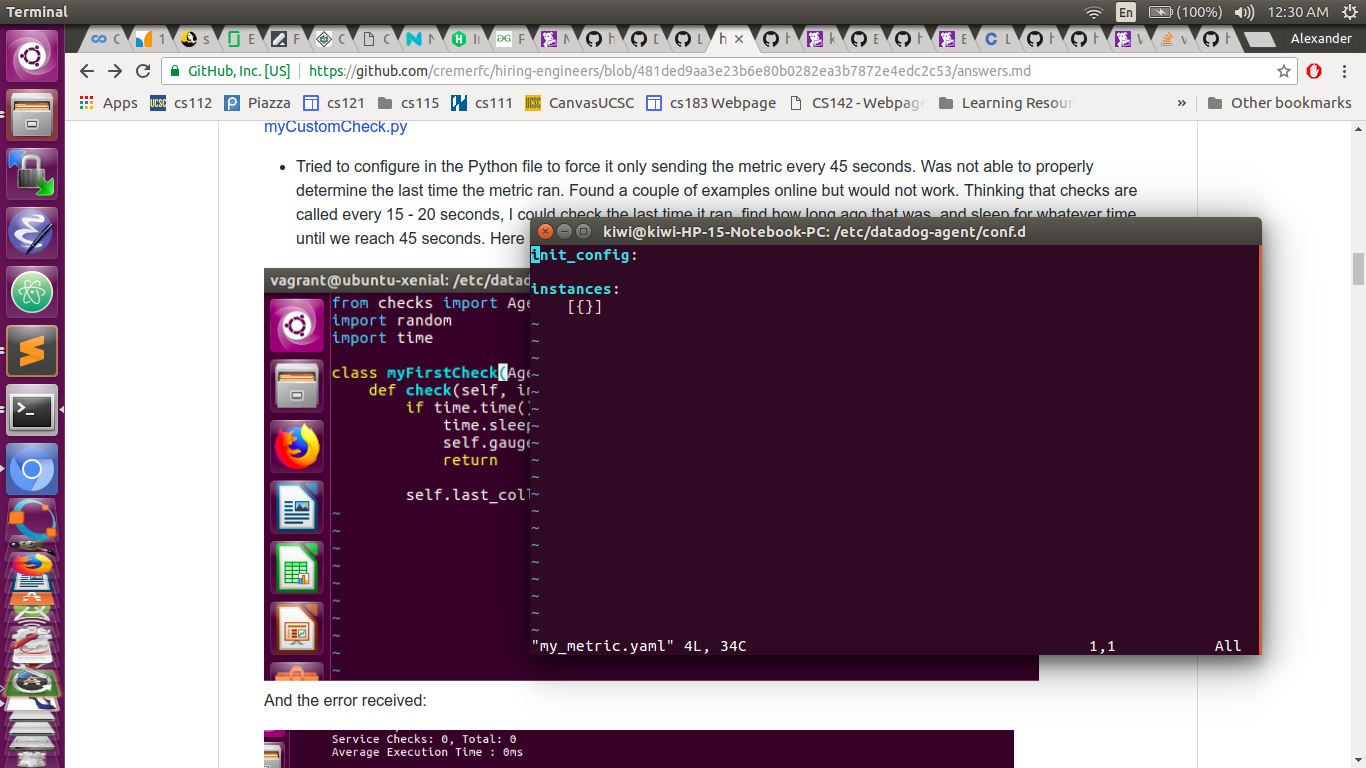 Terminal
En
(100%)
12:30 AM
Alexander
GitHub, Inc. [US]
https://github.com/cremerfc/hiring-engineers/blob/481ded9aa3e23b6e80b0282ea3b7872e4edc2c53/answers.md
Apps
UCSC cs112
Piazza
cs121
cs115
cs111
UCSC CanvasUCSC
cs183 Webpage
CS142 - Webpage
Learning Resour
»
Other bookmarks
myCustomCheck.py
• Tried to configure in the Python file to force it only sending the metric every 45 seconds. Was not able to properly
determine the last time the metric ran. Found a couple of examples online but would not work. Thinking that checks are
called every 15 - 20 seconds, I could check the last time it ran, find how long ago that was, and sleep for whatever time
until we reach 45 seconds. Here
vagrant@ubuntu-xenial: /etc/datad
from checks import Age
import random
import time
class myFirstCheck(Age
def check(self, in
if time.time()
time.sleep
self.gauge
return
self.last_coll
kiwi@kiwi-HP-15-Notebook-PC: /etc/datadog-agent/conf.d
init_config:
instances:
[{}]
"my_metric.yaml" 4L, 34C
1,1
All
And the error received:
Service Checks: 0, Total: 0
Average Execution Time : 0ms